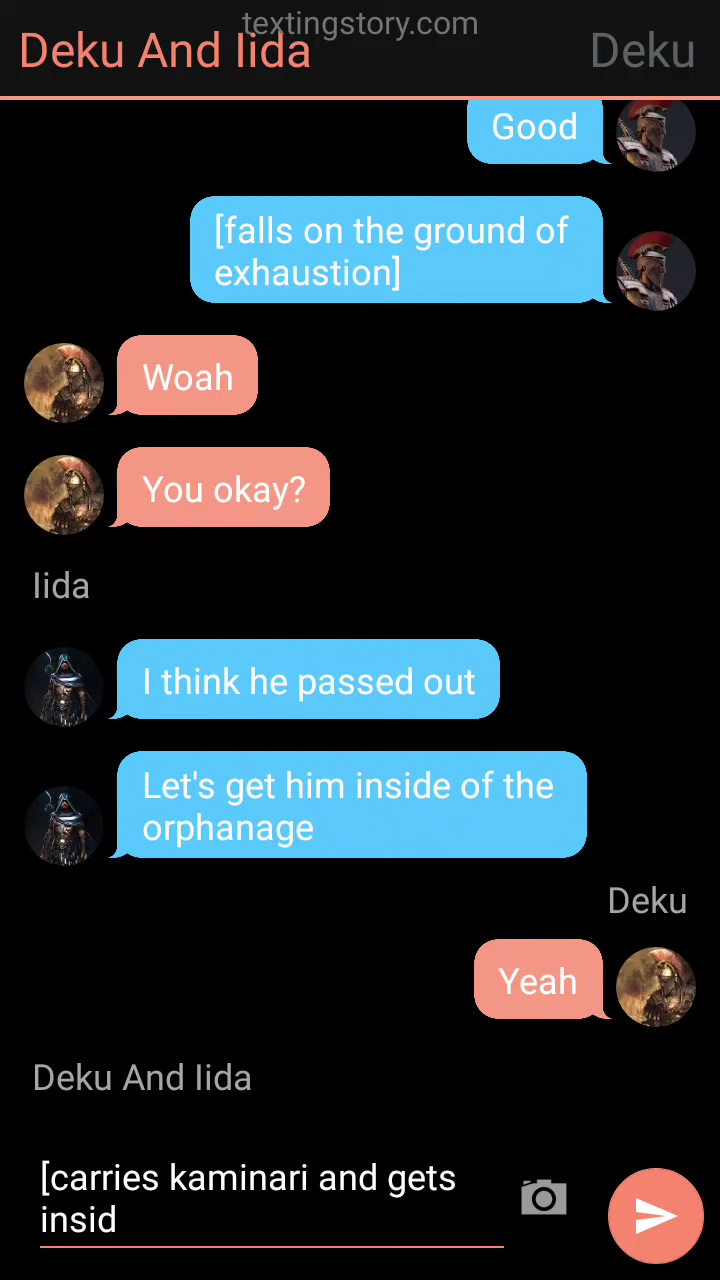 textingstory.com
Deku And Iida
Deku
Good
[falls on the ground of
exhaustion]
Woah
You okay?
Iida
I think he passed out
Let's get him inside of the
orphanage
Deku
Yeah
Deku And Iida
[carries kaminari and gets
insid